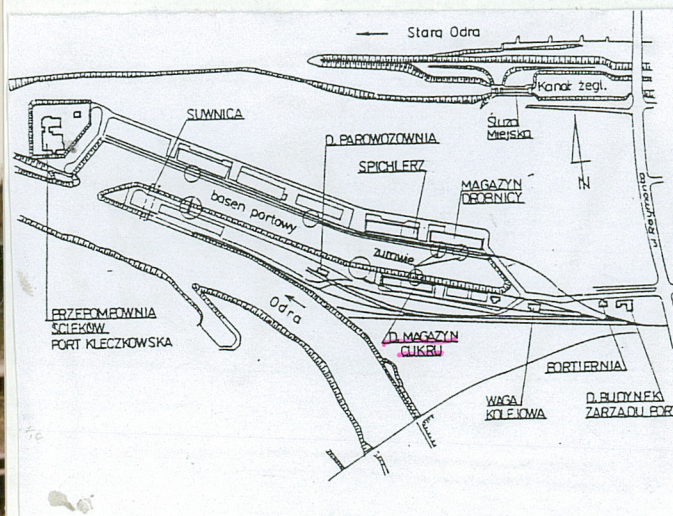 Stara Odra
Kanał żegl.
Śluza
Miejska
SUWNICA
D. PAROWOZOWNIA
SPICHLERZ
MAGAZYN
DROBNICY
N
ul. Reymonta
basen portowy
żurawie
Odra
PRZEPOMPOWNIA
ŚCIEKÓW
PORT KLECZKOWSKA
D. MAGAZYN
CUKRU
PORTIERNIA
WAGA
KOLEJOWA
D. BUDYNEK
ZARZĄDU PORT